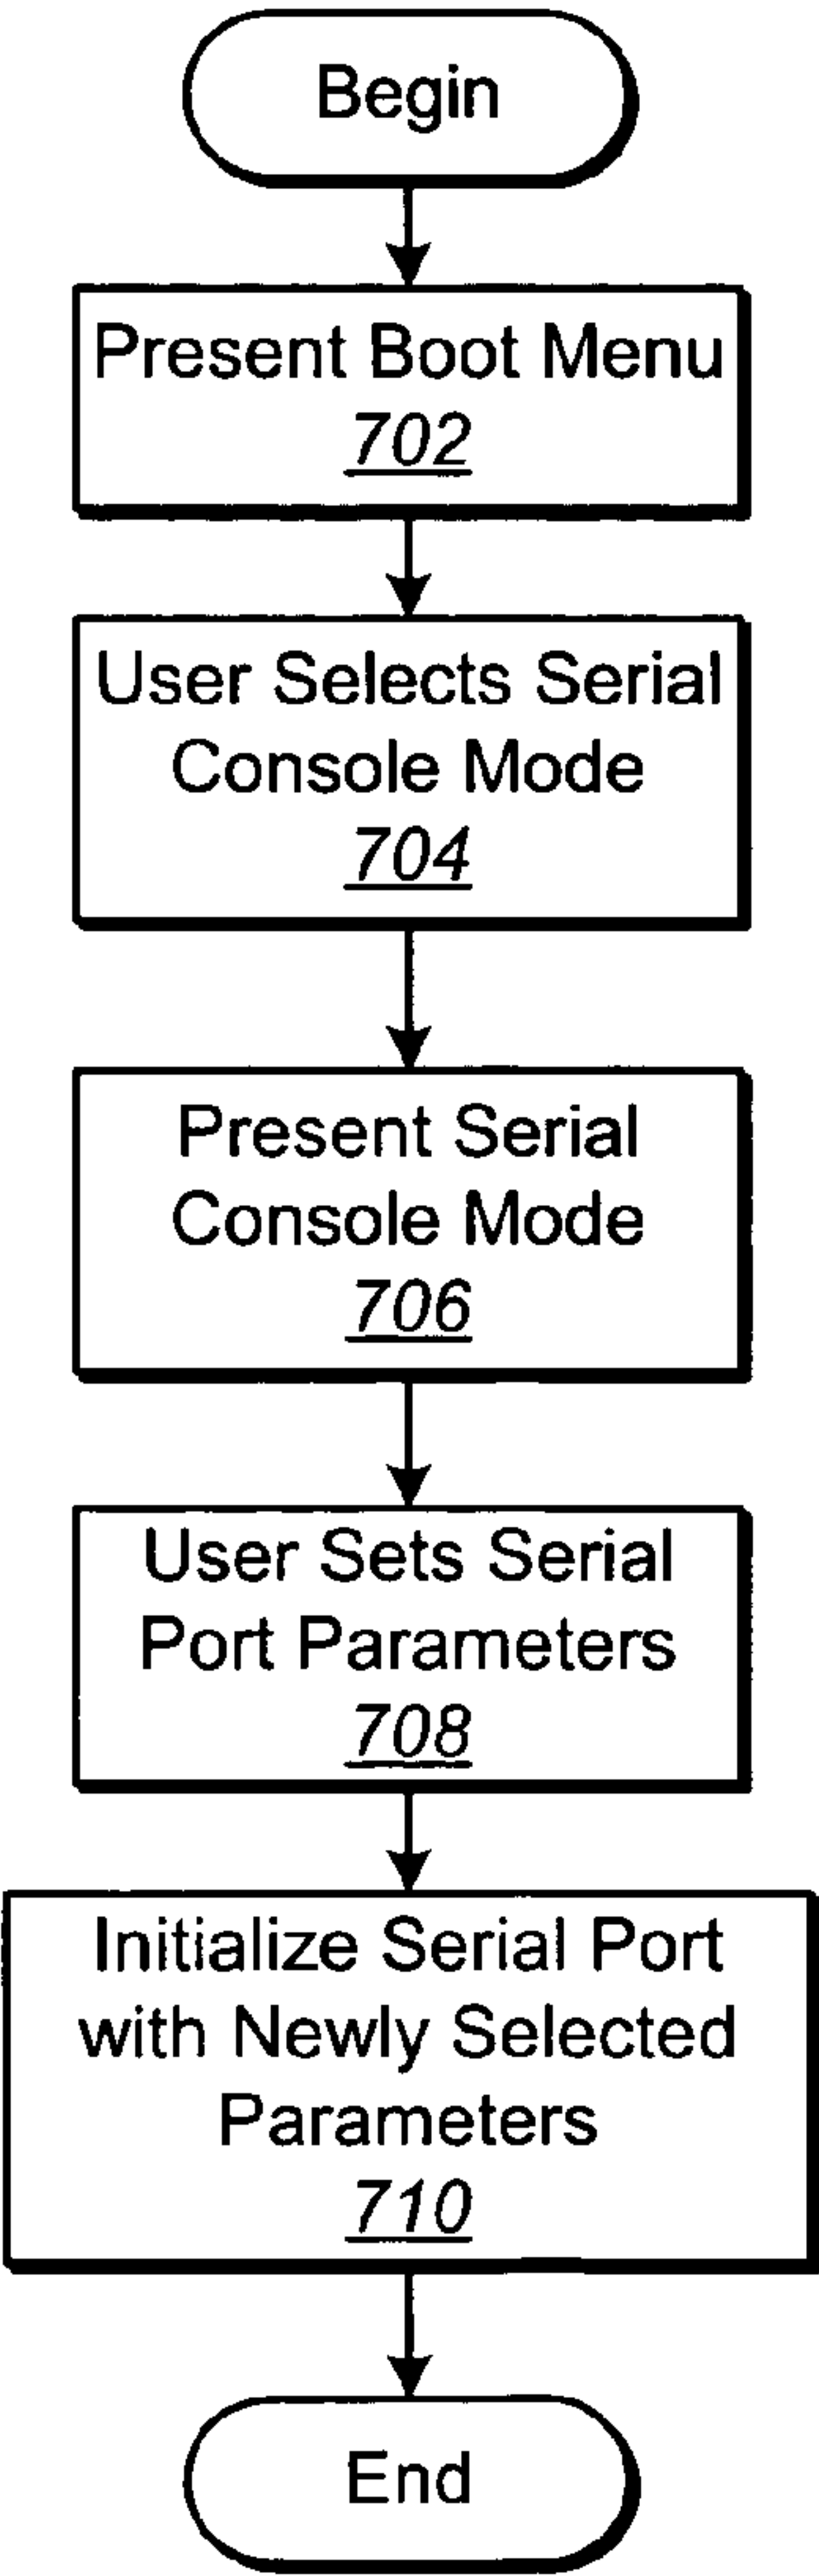 Begin
Present Boot Menu
702
User Selects Serial
Console Mode
704
Present Serial
Console Mode
706
User Sets Serial
Port Parameters
708
Initialize Serial Port
with Newly Selected
Parameters
710
End